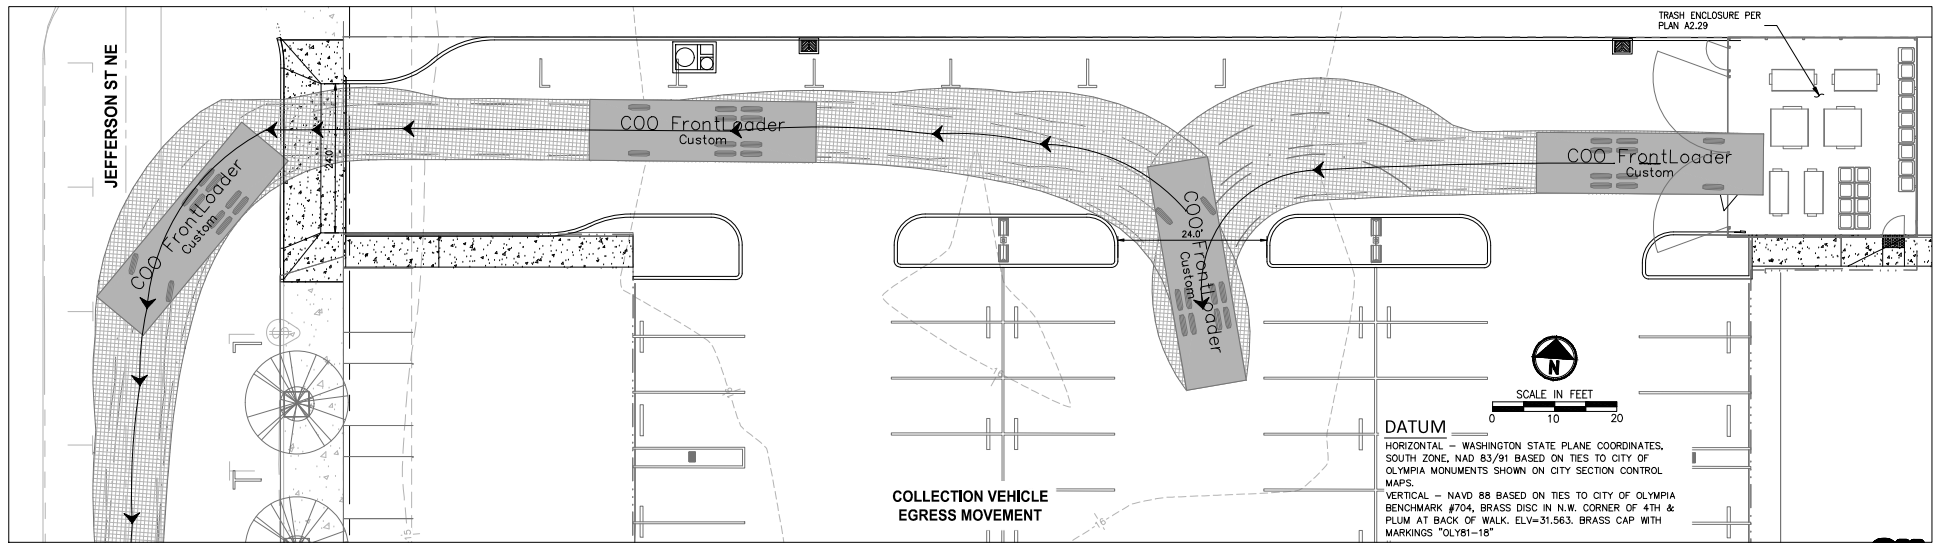 TRASH ENCLOSURE PER
PLAN A2.29
JEFFERSON ST NE
24.0'
COO FrontLoader
Custom
COO FrontLoader
Custom
COO FrontLoader
Custom
COO FrontLoader
Custom
24.0'
16
16
15
N
SCALE IN FEET
0 10 20
DATUM
HORIZONTAL – WASHINGTON STATE PLANE COORDINATES,
SOUTH ZONE, NAD 83/91 BASED ON TIES TO CITY OF
OLYMPIA MONUMENTS SHOWN ON CITY SECTION CONTROL
MAPS.
VERTICAL – NAVD 88 BASED ON TIES TO CITY OF OLYMPIA
BENCHMARK #704, BRASS DISC IN N.W. CORNER OF 4TH &
PLUM AT BACK OF WALK. ELV=31.563. BRASS CAP WITH
MARKINGS "OLY81–18"
COLLECTION VEHICLE
EGRESS MOVEMENT